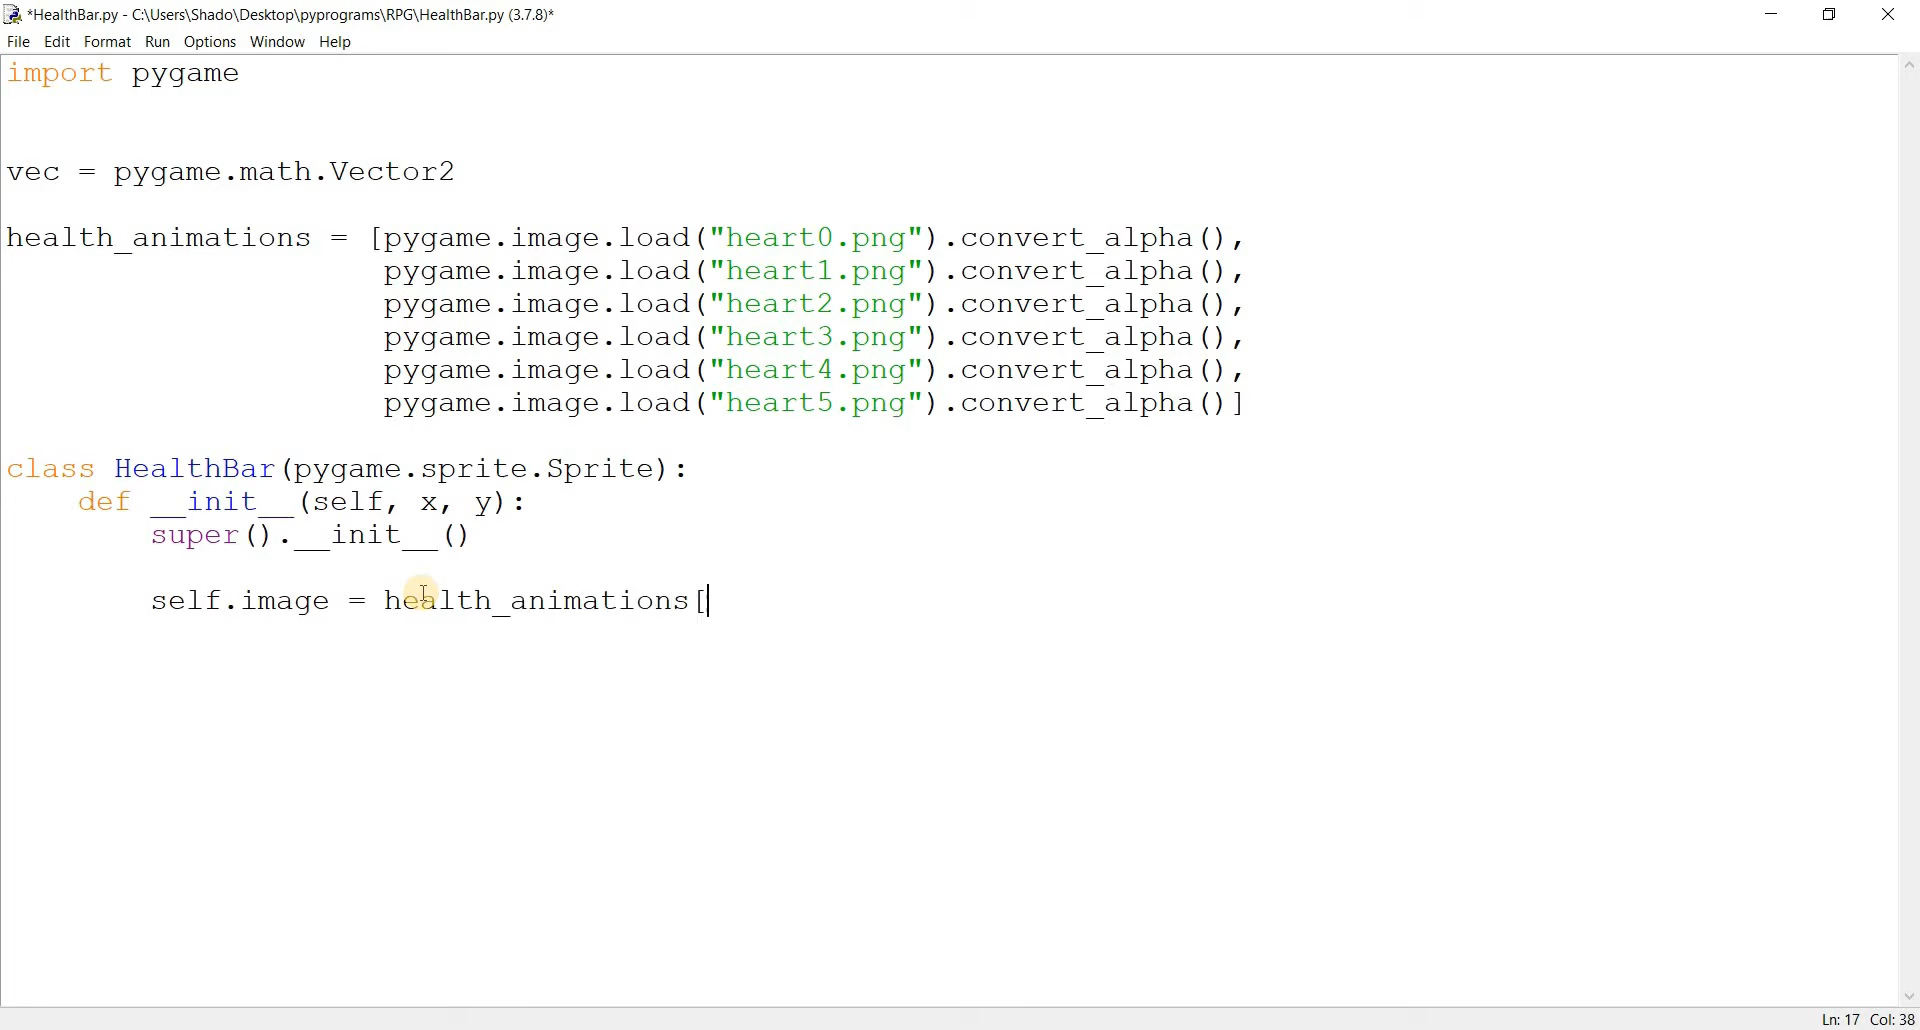 *HealthBar.py - C:\Users\Shado\Desktop\pyprograms\RPG\HealthBar.py (3.7.8)*
File Edit Format Run Options Window Help
import pygame
vec = pygame.math.Vector2
health_animations = [pygame.image.load("heart0.png").convert_alpha(),
pygame.image.load("heart1.png").convert_alpha(),
pygame.image.load("heart2.png").convert_alpha(),
pygame.image.load("heart3.png").convert_alpha(),
pygame.image.load("heart4.png").convert_alpha(),
pygame.image.load("heart5.png").convert_alpha()]
class HealthBar(pygame.sprite.Sprite):
def __init__(self, x, y):
super().__init__()
self.image = health_animations[
Ln: 17 Col: 38